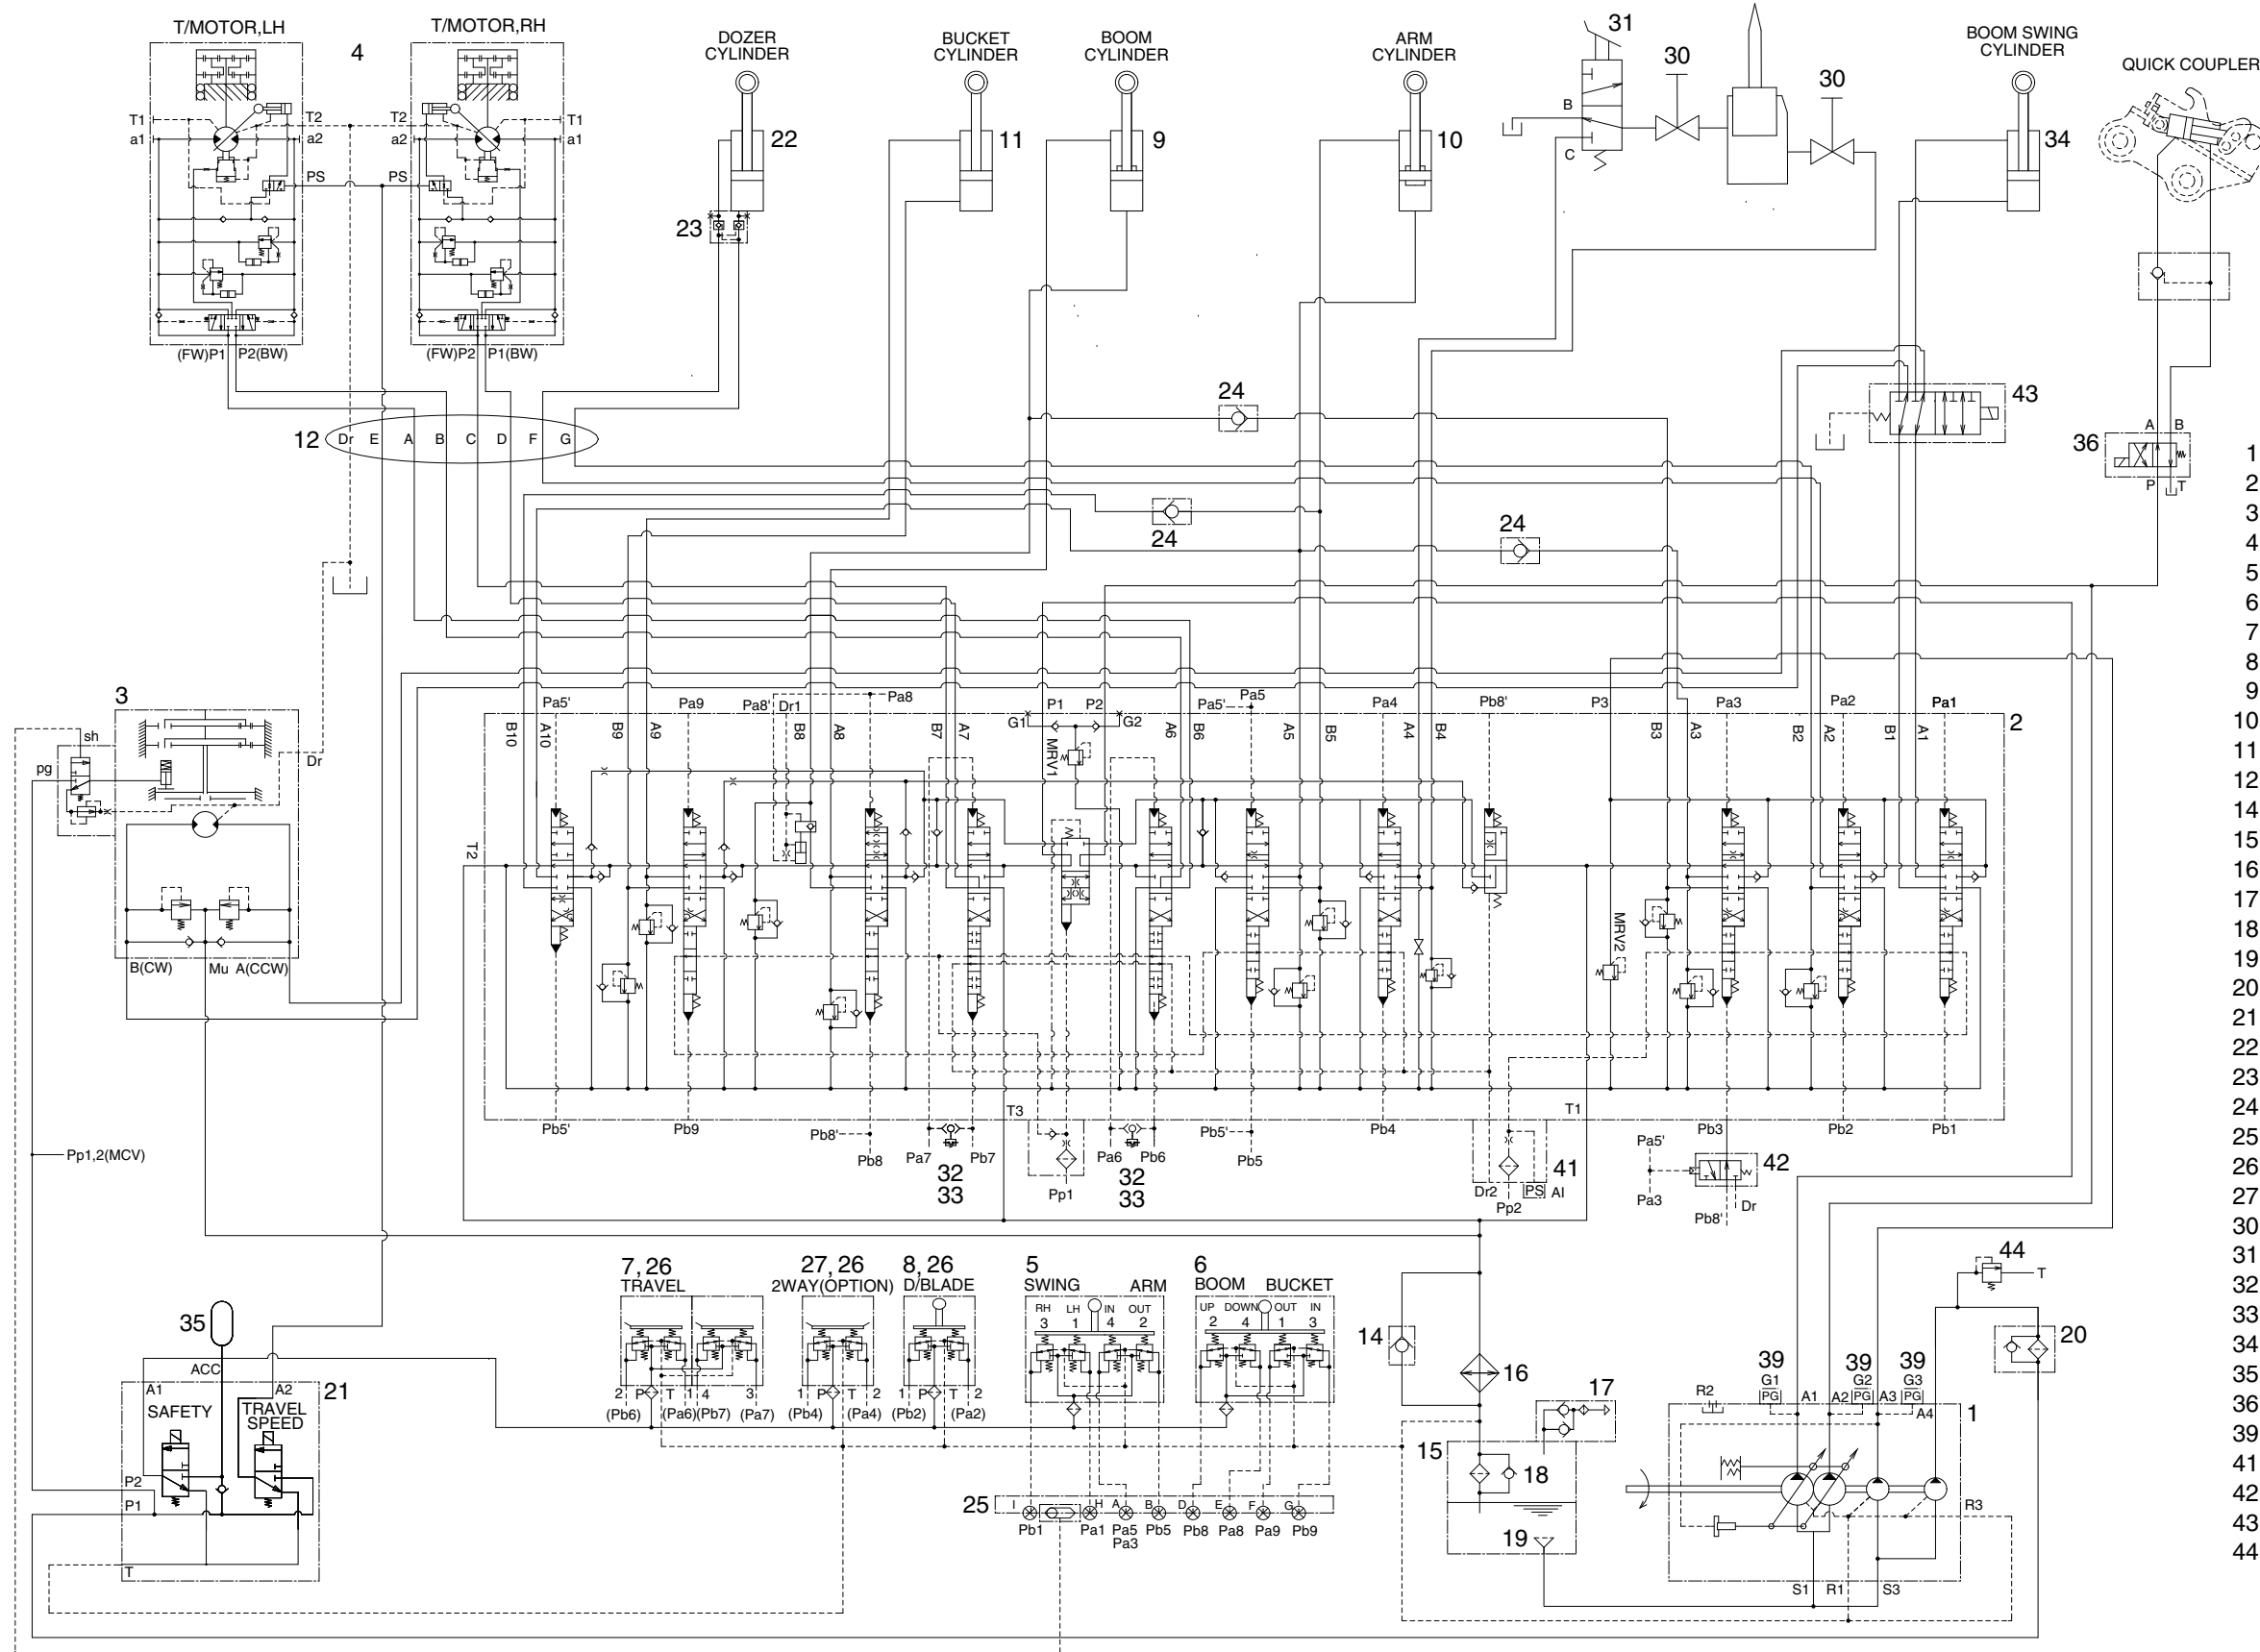 T/MOTOR,LH
T/MOTOR,RH
4
DOZER
CYLINDER
BUCKET
CYLINDER
BOOM
CYLINDER
ARM
CYLINDER
31
30
30
BOOM SWING
CYLINDER
QUICK COUPLER
T1 T2 T2 T1
a1 a2 a2 a1
PS PS
22
11
9
10
B
C
34
23
(FW)P1 P2(BW)
(FW)P2 P1(BW)
24
43
12 Dr E A B C D F G
36 A B
P T
24
24
3
sh
pg
Dr
B(CW) Mu A(CCW)
Pa5' Pa9 Pa8' Dr1 Pa8 P1 P2 Pa5' Pa5 Pa4 Pb8' P3 Pa3 Pa2 Pa1
G1 G2
2
B10 A10 B9 A9 B8 A8 B7 A7 MRV1 A6 B6 A5 B5 A4 B4 B3 A3 B2 A2 B1 A1
T2
MRV2
T3 T1
Pb5' Pb9 Pb8' Pb8 Pa7 Pb7 Pp1 Pa6 Pb6 Pb5' Pb5 Pb4 Pb3 Pb2 Pb1
32
33
32
33
41
Dr2 PS AI
Pp2
Pa5'
Pa3
42
Dr
Pb8'
Pp1,2(MCV)
7, 26
TRAVEL
27, 26
2WAY(OPTION)
8, 26
D/BLADE
5
SWING ARM
RH LH IN OUT
3 1 4 2
6
BOOM BUCKET
UP DOWN OUT IN
2 4 1 3
2 P T 1 4 3
(Pb6) (Pa6) (Pb7) (Pa7)
1 P T 2
(Pb4) (Pa4)
1 P T 2
(Pb2) (Pa2)
35
ACC
A1 A2 21
SAFETY
TRAVEL
SPEED
P2
P1
T
25 I H A B D E F G
Pb1 Pa1 Pa5 Pb5 Pb8 Pa8 Pa9 Pb9
Pa3
14
16
17
15
18
19
44
T
20
39 39 39
G1 G2 G3
PG PG PG
R2 A1 A2 A3 A4
1
R3
S1 R1 S3
1
2
3
4
5
6
7
8
9
10
11
12
14
15
16
17
18
19
20
21
22
23
24
25
26
27
30
31
32
33
34
35
36
39
41
42
43
44